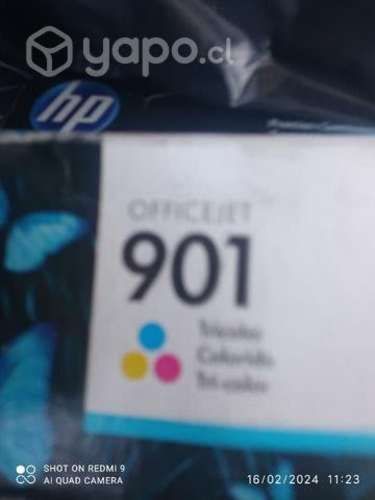 yapo.cl
hp
OFFICEJET
901
Tricolor
Colorido
Tri-color
SHOT ON REDMI 9
AI QUAD CAMERA
16/02/2024 11:23